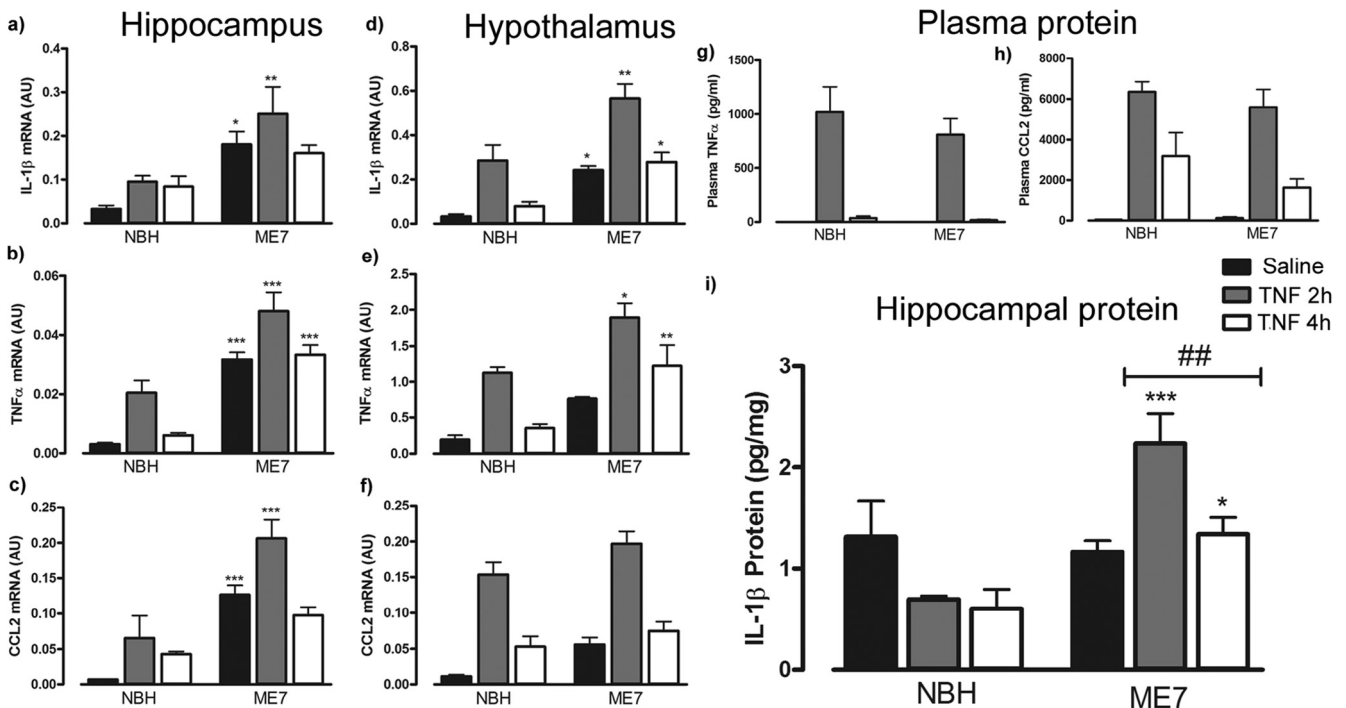 Hippocampus
Hypothalamus
Plasma protein
a)
IL-1β mRNA (AU)
0.4
0.3
0.2
0.1
0.0
*
**
NBH
ME7
b)
TNFα mRNA (AU)
0.06
0.04
0.02
0.00
***
***
***
NBH
ME7
c)
CCL2 mRNA (AU)
0.25
0.20
0.15
0.10
0.05
0.00
***
***
NBH
ME7
d)
IL-1β mRNA (AU)
0.8
0.6
0.4
0.2
0.0
*
**
*
NBH
ME7
e)
TNFα mRNA (AU)
2.5
2.0
1.5
1.0
0.5
0.0
*
**
NBH
ME7
f)
CCL2 mRNA (AU)
0.25
0.20
0.15
0.10
0.05
0.00
NBH
ME7
g)
Plasma TNFα (pg/ml)
1500
1000
500
0
NBH
ME7
h)
Plasma CCL2 (pg/ml)
8000
6000
4000
2000
0
NBH
ME7
Saline
TNF 2h
TNF 4h
i)
Hippocampal protein
IL-1β Protein (pg/mg)
3
2
1
0
##
***
*
NBH
ME7